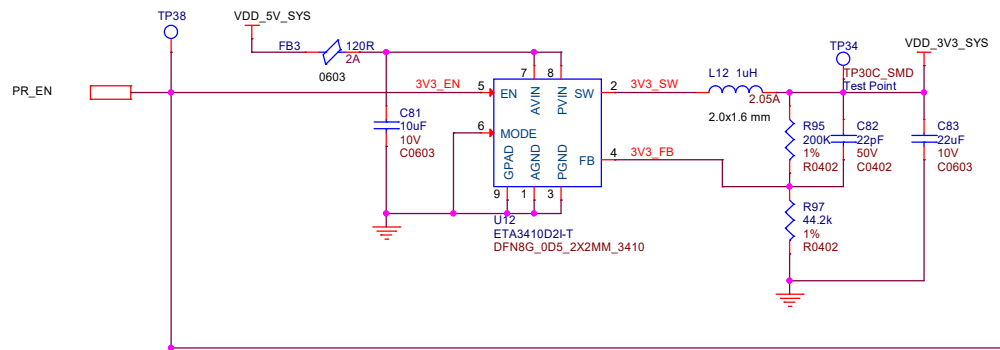 TP38
VDD_5V_SYS
FB3
120R
2A
0603
PR_EN
3V3_EN
5
7
8
EN
AVIN
PVIN
SW
2
3V3_SW
L12 1uH
2.05A
2.0x1.6 mm
TP34
TP30C_SMD
Test Point
VDD_3V3_SYS
C81
10uF
10V
C0603
6
MODE
GPAD
AGND
PGND
FB
4
3V3_FB
9
1
3
U12
ETA3410D2I-T
DFN8G_0D5_2X2MM_3410
R95
200K
1%
R0402
C82
22pF
50V
C0402
C83
22uF
10V
C0603
R97
44.2k
1%
R0402